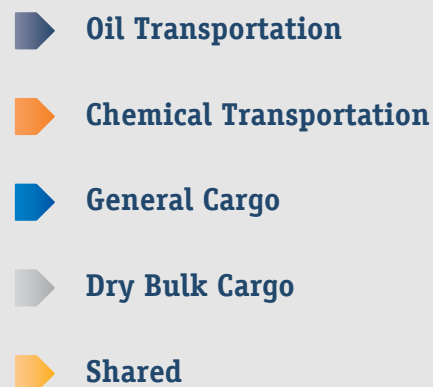 Oil Transportation
Chemical Transportation
General Cargo
Dry Bulk Cargo
Shared